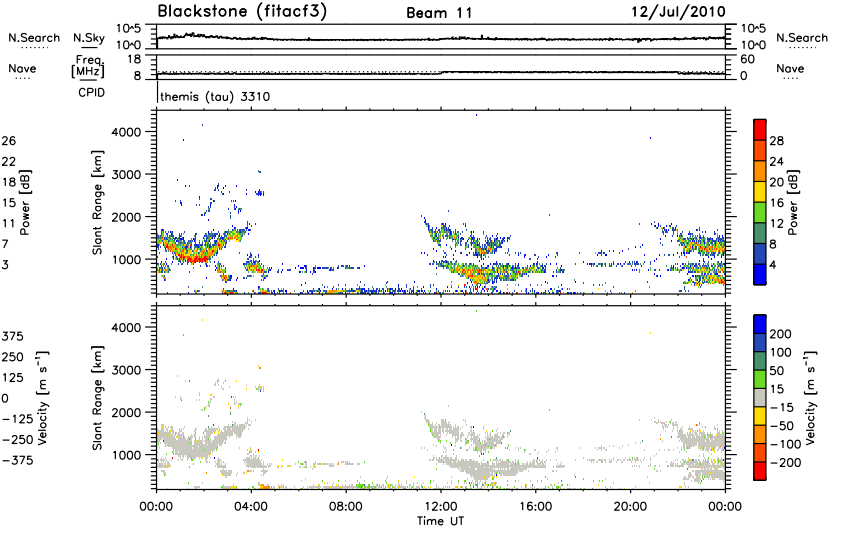 Blackstone (fitacf3) Beam 11 12/Jul/2010
N.Search N.Sky 10^5 10^0 10^5 10^0 N.Search
Nave Freq. [MHz] 18 8 60 0 Nave
CPID themis (tau) 3310
26 22 18 15 11 7 3
Power [dB]
Slant Range [km]
4000 3000 2000 1000
28 24 20 16 12 8 4
Power [dB]
375 250 125 0 -125 -250 -375
Velocity [m s⁻¹]
Slant Range [km]
4000 3000 2000 1000
200 100 50 15 -15 -50 -100 -200
Velocity [m s⁻¹]
00:00 04:00 08:00 12:00 16:00 20:00 00:00
Time UT